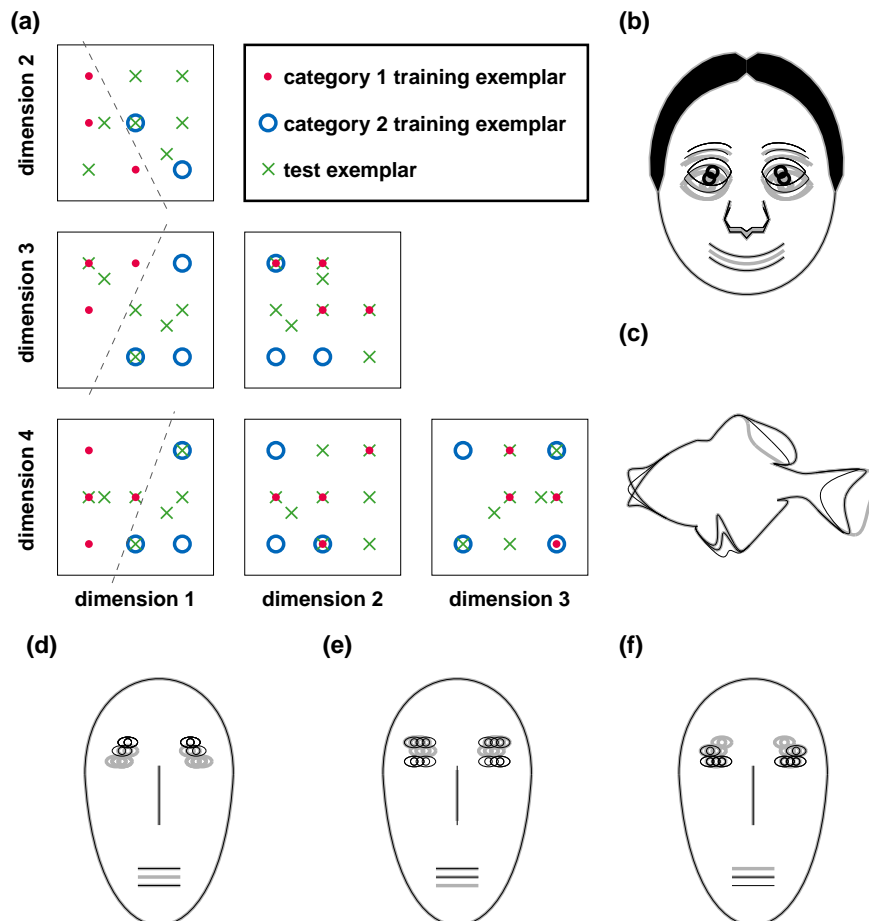 (a)
dimension 2
category 1 training exemplar
category 2 training exemplar
test exemplar
(b)
dimension 3
(c)
dimension 4
dimension 1
dimension 2
dimension 3
(d)
(e)
(f)